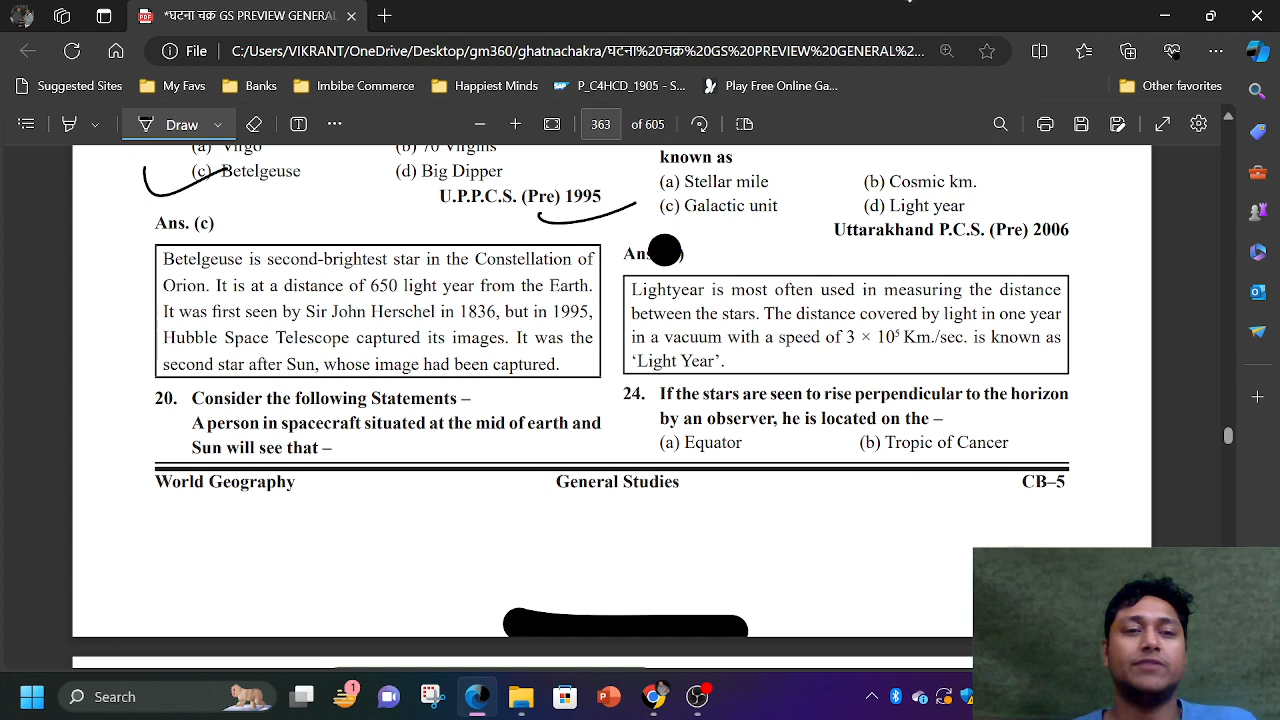 *घटना चक्र GS PREVIEW GENERAL
File C:/Users/VIKRANT/OneDrive/Desktop/gm360/ghatnachakra/घटना%20चक्र%20GS%20PREVIEW%20GENERAL%2...
Suggested Sites My Favs Banks Imbibe Commerce Happiest Minds P_C4HCD_1905 - S... Play Free Online Ga... Other favorites
Draw 363 of 605
(a) Virgo (b) 70 Virgins
(c) Betelgeuse (d) Big Dipper
U.P.P.C.S. (Pre) 1995
Ans. (c)
Betelgeuse is second-brightest star in the Constellation of
Orion. It is at a distance of 650 light year from the Earth.
It was first seen by Sir John Herschel in 1836, but in 1995,
Hubble Space Telescope captured its images. It was the
second star after Sun, whose image had been captured.
20. Consider the following Statements –
A person in spacecraft situated at the mid of earth and
Sun will see that –
known as
(a) Stellar mile (b) Cosmic km.
(c) Galactic unit (d) Light year
Uttarakhand P.C.S. (Pre) 2006
Lightyear is most often used in measuring the distance
between the stars. The distance covered by light in one year
in a vacuum with a speed of 3 × 10⁵ Km./sec. is known as
‘Light Year’.
24. If the stars are seen to rise perpendicular to the horizon
by an observer, he is located on the –
(a) Equator (b) Tropic of Cancer
World Geography General Studies CB–5
Search
1